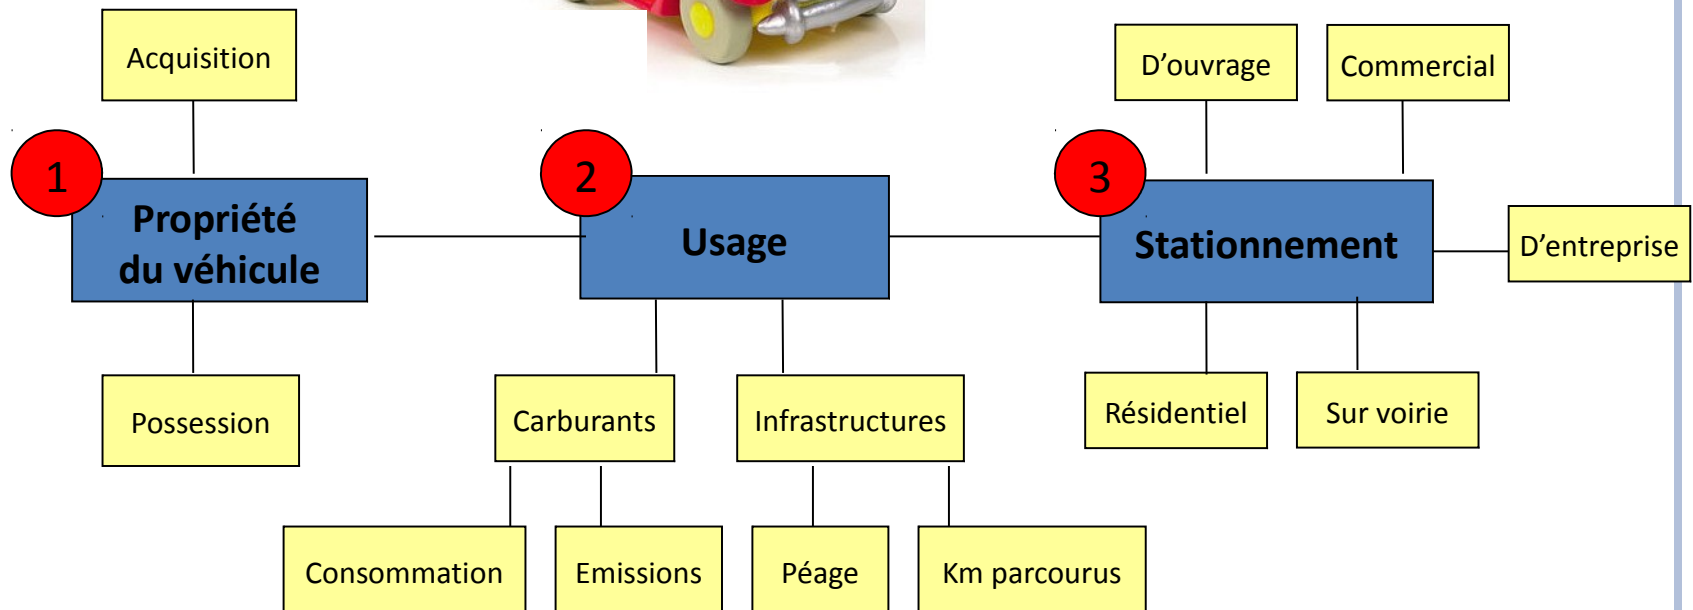 Acquisition
D’ouvrage
Commercial
1
Propriété
du véhicule
2
Usage
3
Stationnement
D’entreprise
Possession
Carburants
Infrastructures
Résidentiel
Sur voirie
Consommation
Emissions
Péage
Km parcourus